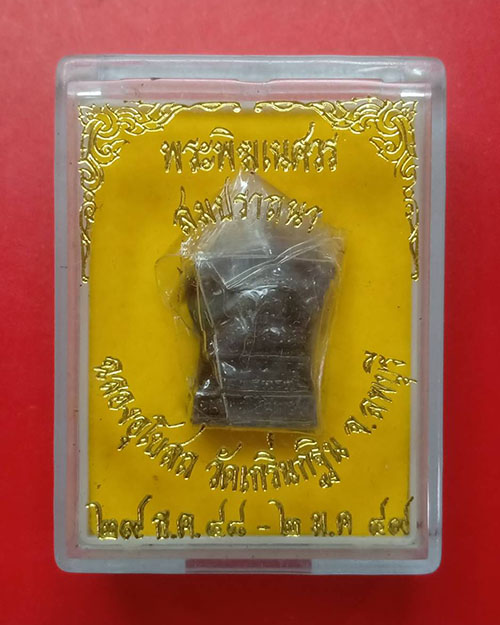 พระพิฆเนศวร
สมปรารถนา
ฉลองอุโบสถ วัดเกริ่นกฐิน จ.ลพบุรี
๒๙ ธ.ค. ๔๘ - ๒ ม.ค ๔๙